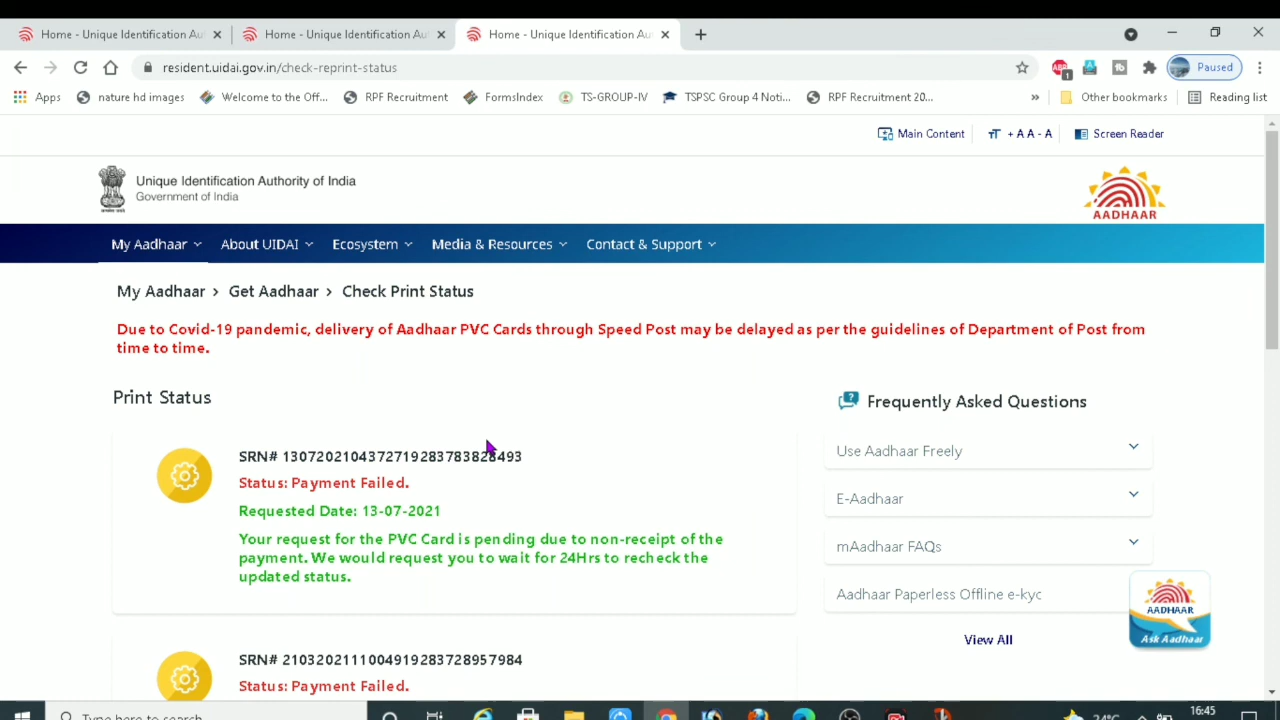 Home - Unique Identification Au
Home - Unique Identification Au
Home - Unique Identification Au
resident.uidai.gov.in/check-reprint-status
ABP
1
Paused
Apps
nature hd images
Welcome to the Off...
RPF Recruitment
FormsIndex
TS-GROUP-IV
TSPSC Group 4 Noti...
RPF Recruitment 20...
»
Other bookmarks
Reading list
Main Content
+ A A - A
Screen Reader
Unique Identification Authority of India
Government of India
AADHAAR
My Aadhaar
About UIDAI
Ecosystem
Media & Resources
Contact & Support
My Aadhaar > Get Aadhaar > Check Print Status
Due to Covid-19 pandemic, delivery of Aadhaar PVC Cards through Speed Post may be delayed as per the guidelines of Department of Post from
time to time.
Print Status
SRN# 1307202104372719283783828493
Status: Payment Failed.
Requested Date: 13-07-2021
Your request for the PVC Card is pending due to non-receipt of the
payment. We would request you to wait for 24Hrs to recheck the
updated status.
SRN# 2103202111004919283728957984
Status: Payment Failed.
Frequently Asked Questions
Use Aadhaar Freely
E-Aadhaar
mAadhaar FAQs
Aadhaar Paperless Offline e-kyc
View All
AADHAAR
Ask Aadhaar
Type here to search
24°C
16:45